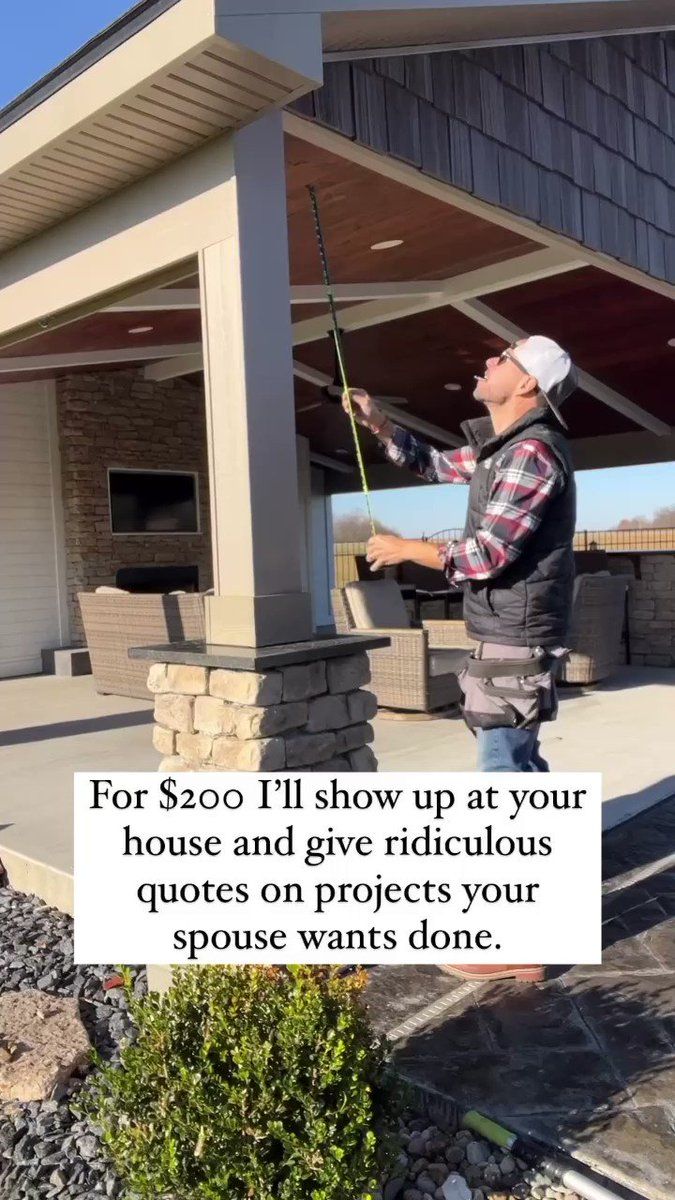 For $200 I’ll show up at your
house and give ridiculous
quotes on projects your
spouse wants done.